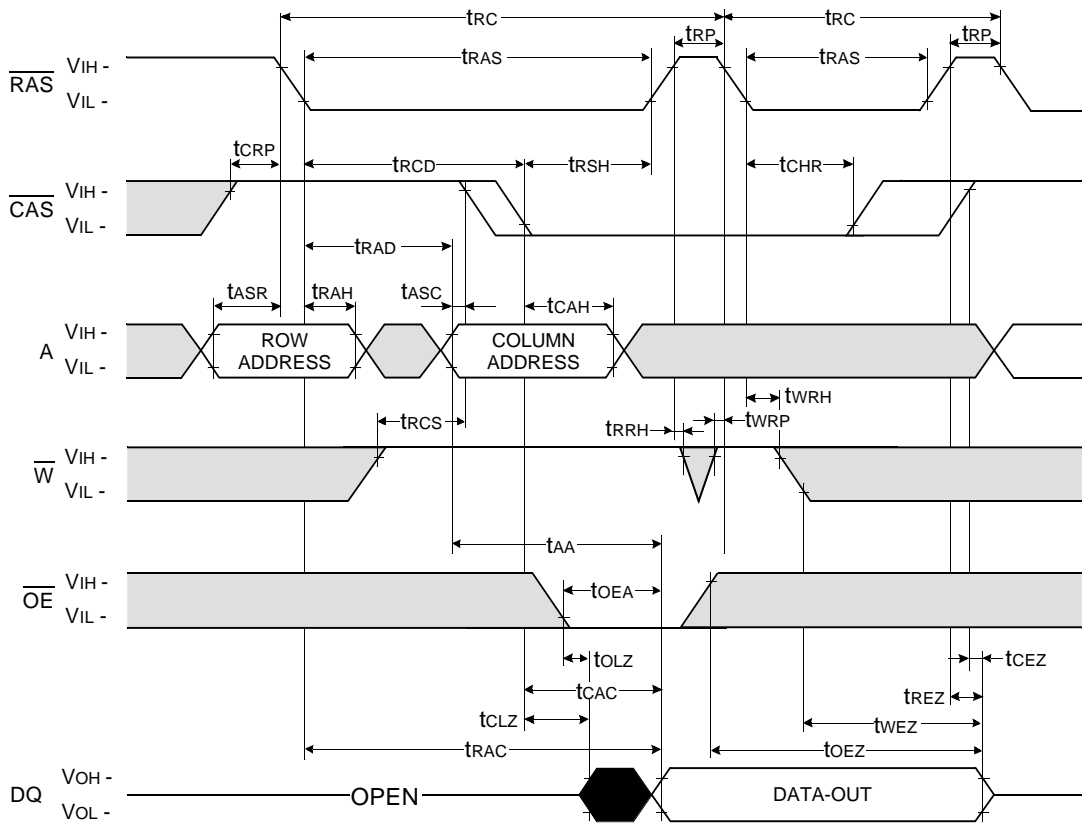 tRC tRC
tRP tRP
tRAS tRAS
RAS VIH -
VIL -
tCRP tRCD tRSH tCHR
CAS VIH -
VIL -
tRAD
tASR tRAH tASC tCAH
A VIH -
VIL -
ROW
ADDRESS
COLUMN
ADDRESS
tWRH
tRCS tRRH tWRP
W VIH -
VIL -
tAA
OE VIH -
VIL -
tOEA
tOLZ tCEZ
tCAC tREZ
tCLZ tWEZ
tRAC tOEZ
DQ VOH -
VOL -
OPEN DATA-OUT